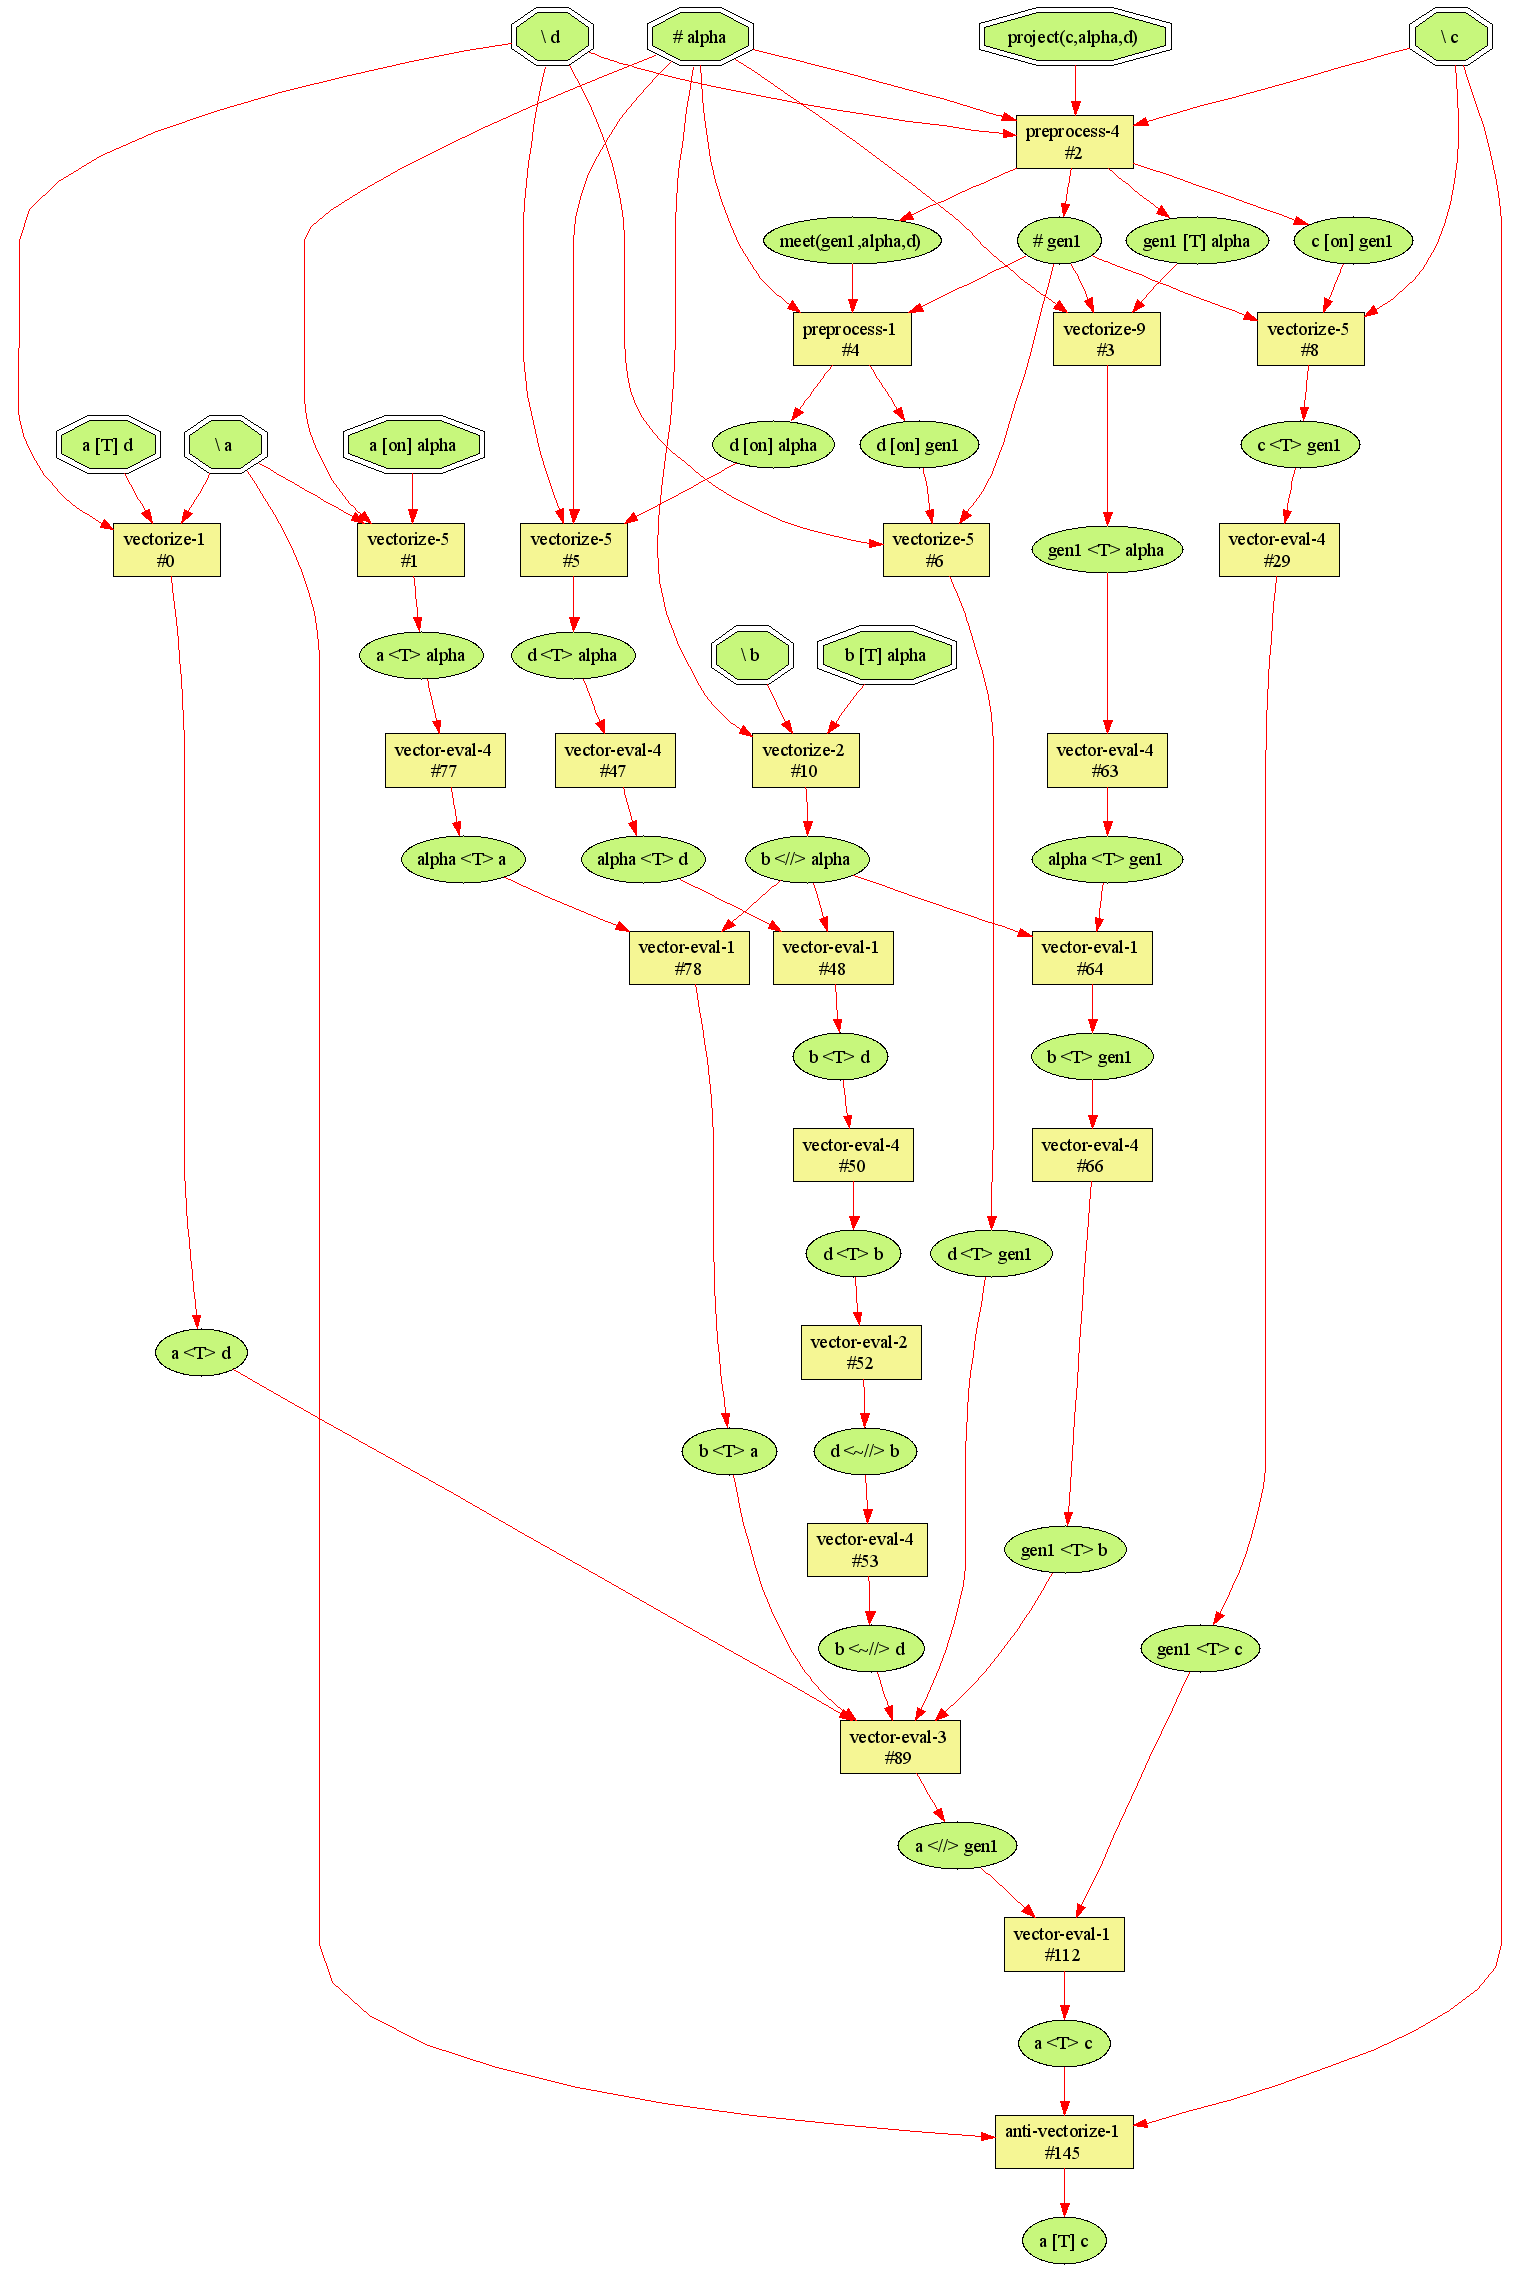 \ d
# alpha
project(c,alpha,d)
\ c
preprocess-4
#2
meet(gen1,alpha,d)
# gen1
gen1 [T] alpha
c [on] gen1
preprocess-1
#4
vectorize-9
#3
vectorize-5
#8
a [T] d
\ a
a [on] alpha
d [on] alpha
d [on] gen1
c <T> gen1
vectorize-1
#0
vectorize-5
#1
vectorize-5
#5
vectorize-5
#6
gen1 <T> alpha
vector-eval-4
#29
a <T> alpha
d <T> alpha
\ b
b [T] alpha
vector-eval-4
#77
vector-eval-4
#47
vectorize-2
#10
vector-eval-4
#63
alpha <T> a
alpha <T> d
b <//> alpha
alpha <T> gen1
vector-eval-1
#78
vector-eval-1
#48
vector-eval-1
#64
b <T> d
b <T> gen1
vector-eval-4
#50
vector-eval-4
#66
d <T> b
d <T> gen1
a <T> d
vector-eval-2
#52
b <T> a
d <~//> b
vector-eval-4
#53
gen1 <T> b
b <~//> d
gen1 <T> c
vector-eval-3
#89
a <//> gen1
vector-eval-1
#112
a <T> c
anti-vectorize-1
#145
a [T] c